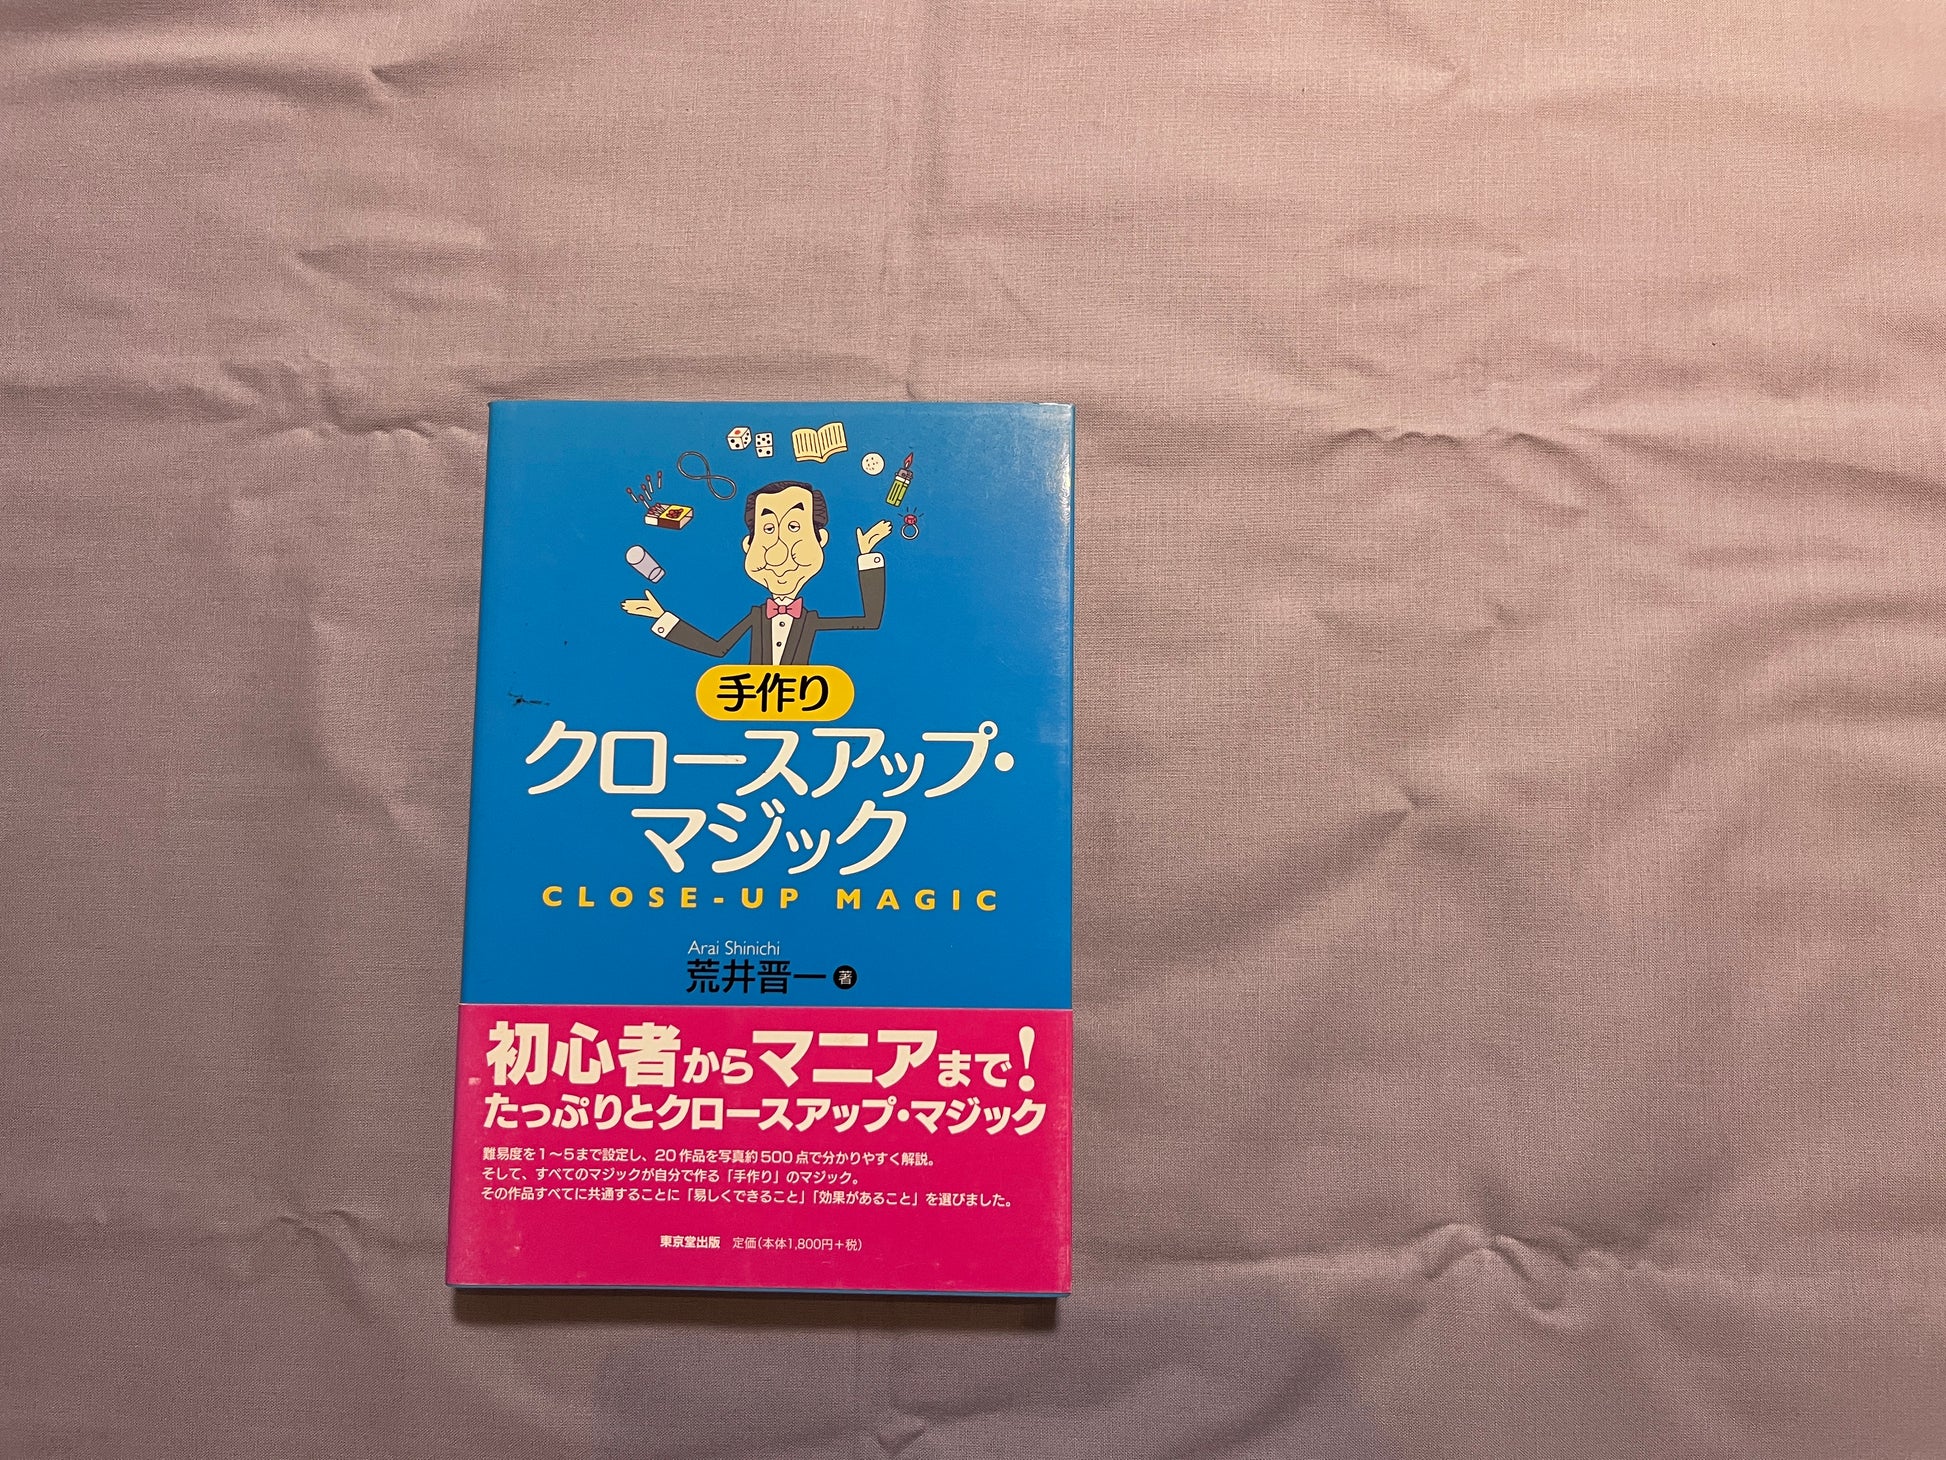 手作り
クロースアップ・
マジック
CLOSE-UP MAGIC
Arai Shinichi
荒井晋一 著
初心者からマニアまで!
たっぷりとクロースアップ・マジック
難易度を1〜5まで設定し、20作品を写真約500点で分かりやすく解説。
そして、すべてのマジックが自分で作る「手作り」のマジック。
その作品すべてに共通することに「易しくできること」「効果があること」を選びました。
東京堂出版 定価(本体1,800円+税)